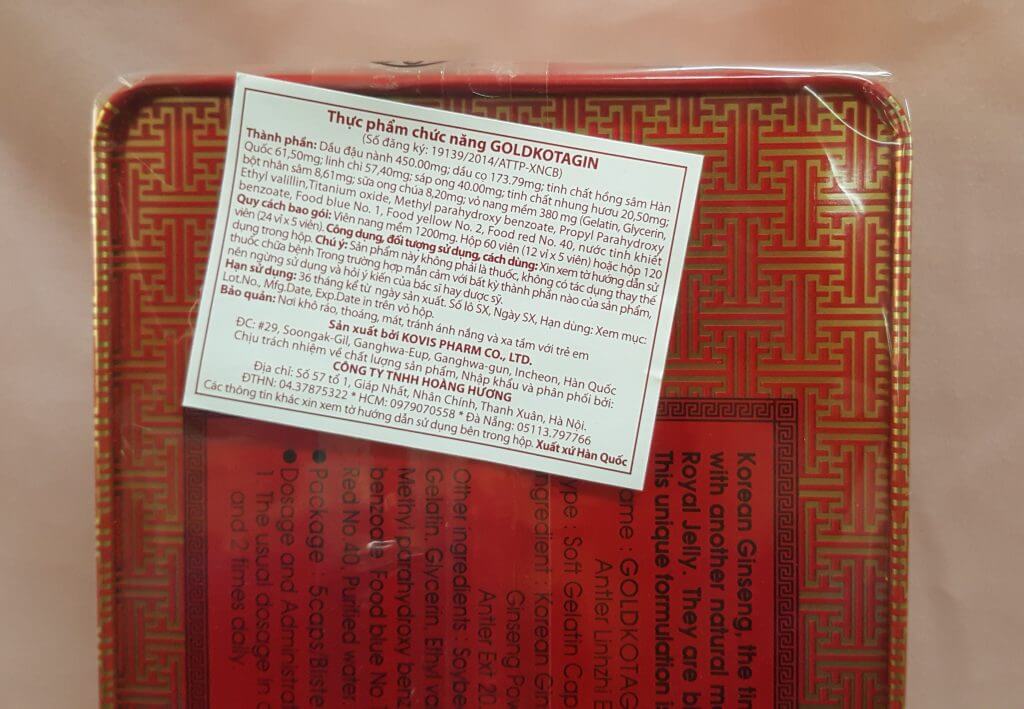 Thực phẩm chức năng GOLDKOTAGIN
(Số đăng ký: 19139/2014/ATTP-XNCB)
Thành phần: Dầu đậu nành 450.00mg; dầu cọ 173.79mg; tinh chất hồng sâm Hàn
Quốc 61,50mg; linh chi 57,40mg; sáp ong 40.00mg; tinh chất nhung hươu 20,50mg;
bột nhân sâm 8,61mg; sữa ong chúa 8,20mg; vỏ nang mềm 380 mg (Gelatin, Glycerin,
Ethyl valillin,Titanium oxide, Methyl parahydroxy benzoate, Propyl Parahydroxy
benzoate, Food blue No. 1, Food yellow No. 2, Food red No. 40, nước tinh khiết
Quy cách bao gói: Viên nang mềm 1200mg. Hộp 60 viên (12 vỉ x 5 viên) hoặc hộp 120
viên (24 vỉ x 5 viên). Công dụng, đối tượng sử dụng, cách dùng: Xin xem tờ hướng dẫn sử
dụng trong hộp. Chú ý: Sản phẩm này không phải là thuốc, không có tác dụng thay thế
thuốc chữa bệnh Trong trường hợp mẫn cảm với bất kỳ thành phần nào của sản phẩm,
nên ngừng sử dụng và hỏi ý kiến của bác sĩ hay dược sỹ.
Hạn sử dụng: 36 tháng kể từ ngày sản xuất. Số lô SX, Ngày SX, Hạn dùng: Xem mục:
Lot.No., Mfg.Date, Exp.Date in trên vỏ hộp.
Bảo quản: Nơi khô ráo, thoáng, mát, tránh ánh nắng và xa tầm với trẻ em
Sản xuất bởi KOVIS PHARM CO., LTD.
ĐC: #29, Soongak-Gil, Ganghwa-Eup, Ganghwa-gun, Incheon, Hàn Quốc
Chịu trách nhiệm về chất lượng sản phẩm, Nhập khẩu và phân phối bởi:
CÔNG TY TNHH HOÀNG HƯƠNG
Địa chỉ: Số 57 tổ 1, Giáp Nhất, Nhân Chính, Thanh Xuân, Hà Nội.
ĐTHN: 04.37875322 * HCM: 0979070558 * Đà Nẵng: 05113.797766
Các thông tin khác xin xem tờ hướng dẫn sử dụng bên trong hộp. Xuất xứ Hàn Quốc
Korean Ginseng, the
with another natural
Royal Jelly. They are
This unique formulation
: GOLDKOTAG
Antler Linhzhi
: Soft Gelatin Cap
: Korean Gin
Ginseng
Antler Ext 20
Other ingredients : Soybe
Gelatin, Glycerin, Ethyl
Methyl parahydroxy
Food blue No
Red No 40, Purified water
● Package : 5caps/Blister
● Dosage and
1. The usual dosage in
and 2 times daily